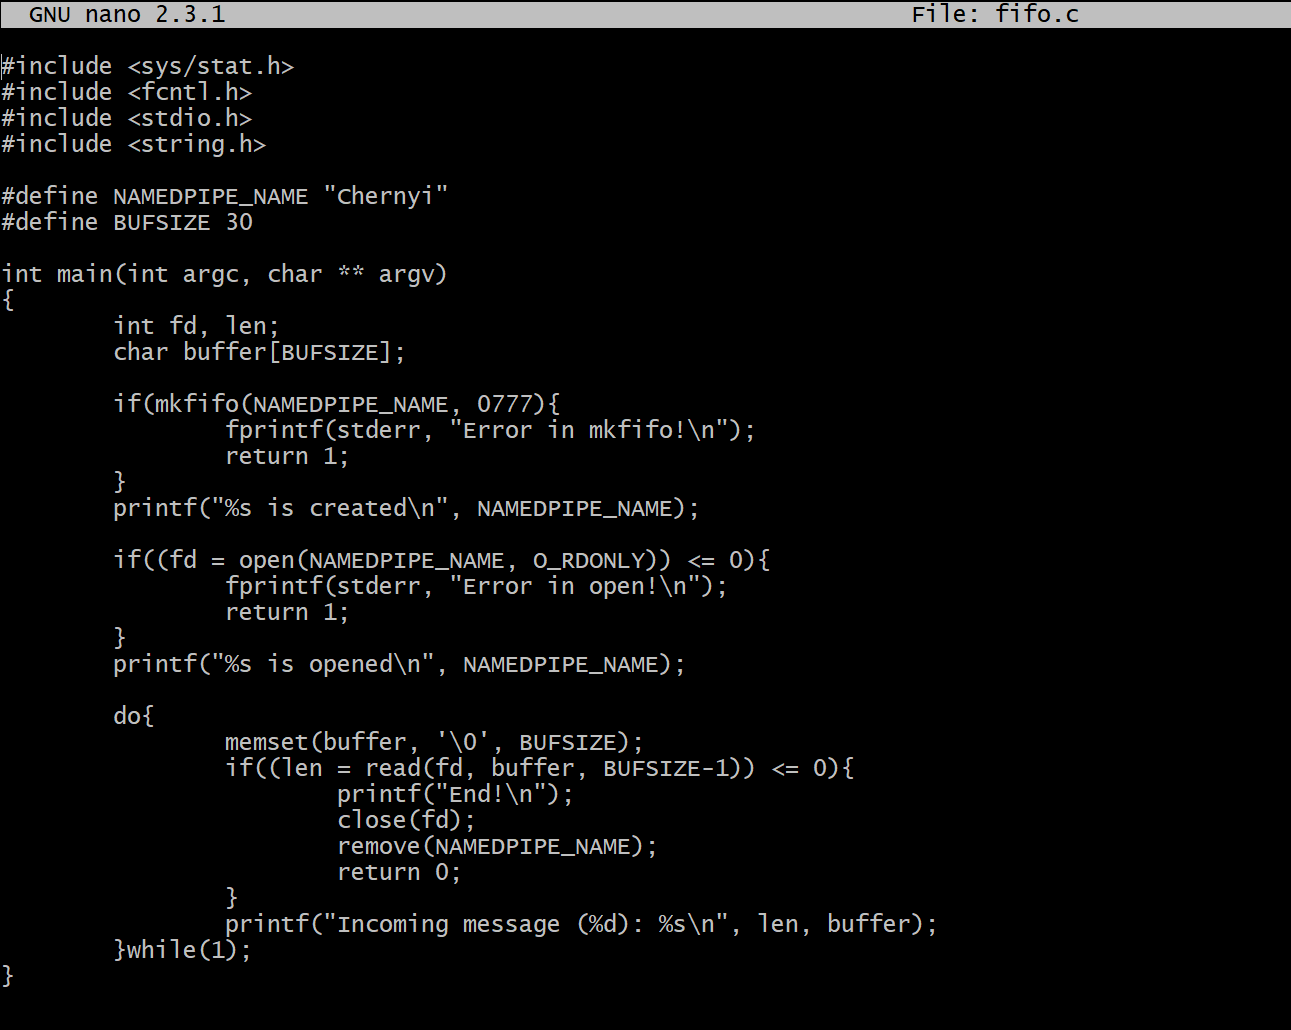 GNU nano 2.3.1 File: fifo.c
#include <sys/stat.h>
#include <fcntl.h>
#include <stdio.h>
#include <string.h>
#define NAMEDPIPE_NAME "Chernyi"
#define BUFSIZE 30
int main(int argc, char ** argv)
{
int fd, len;
char buffer[BUFSIZE];
if(mkfifo(NAMEDPIPE_NAME, 0777){
fprintf(stderr, "Error in mkfifo!\n");
return 1;
}
printf("%s is created\n", NAMEDPIPE_NAME);
if((fd = open(NAMEDPIPE_NAME, O_RDONLY)) <= 0){
fprintf(stderr, "Error in open!\n");
return 1;
}
printf("%s is opened\n", NAMEDPIPE_NAME);
do{
memset(buffer, '\0', BUFSIZE);
if((len = read(fd, buffer, BUFSIZE-1)) <= 0){
printf("End!\n");
close(fd);
remove(NAMEDPIPE_NAME);
return 0;
}
printf("Incoming message (%d): %s\n", len, buffer);
}while(1);
}